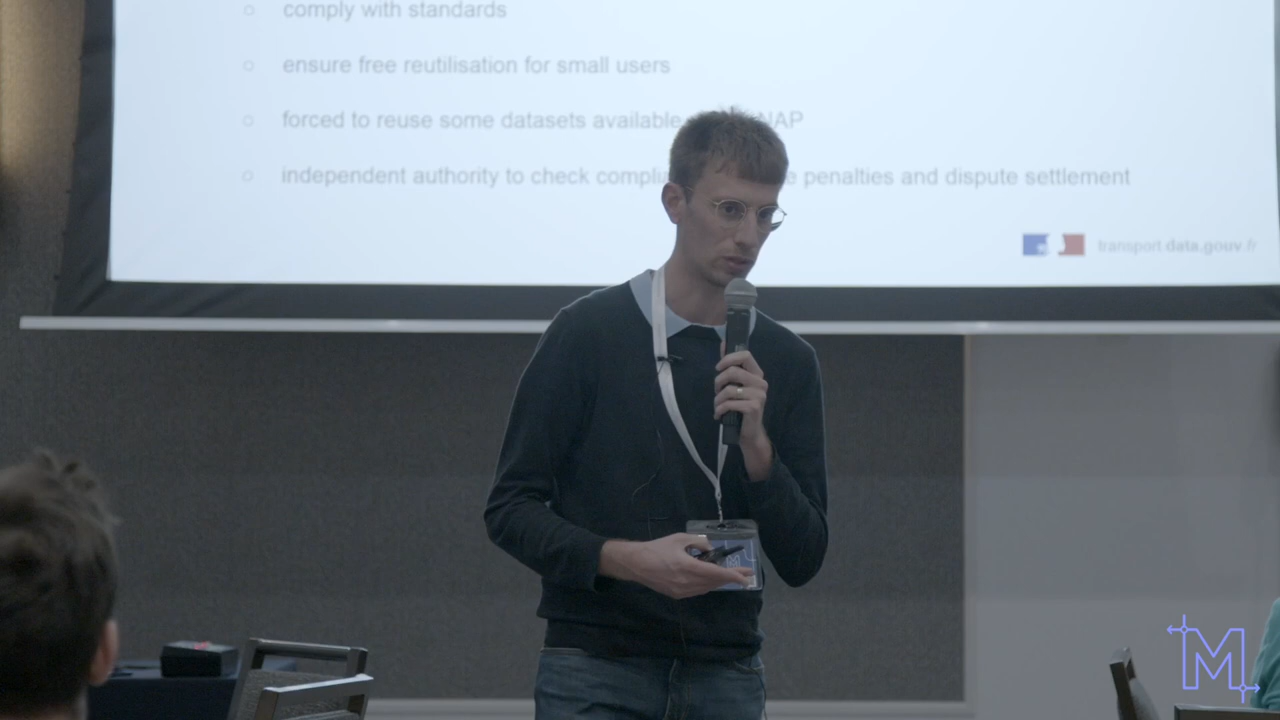 comply with standards
ensure free reutilisation for small users
forced to reuse some datasets available NAP
independent authority to check compli penalties and dispute settlement
transport.data.gouv.fr
M